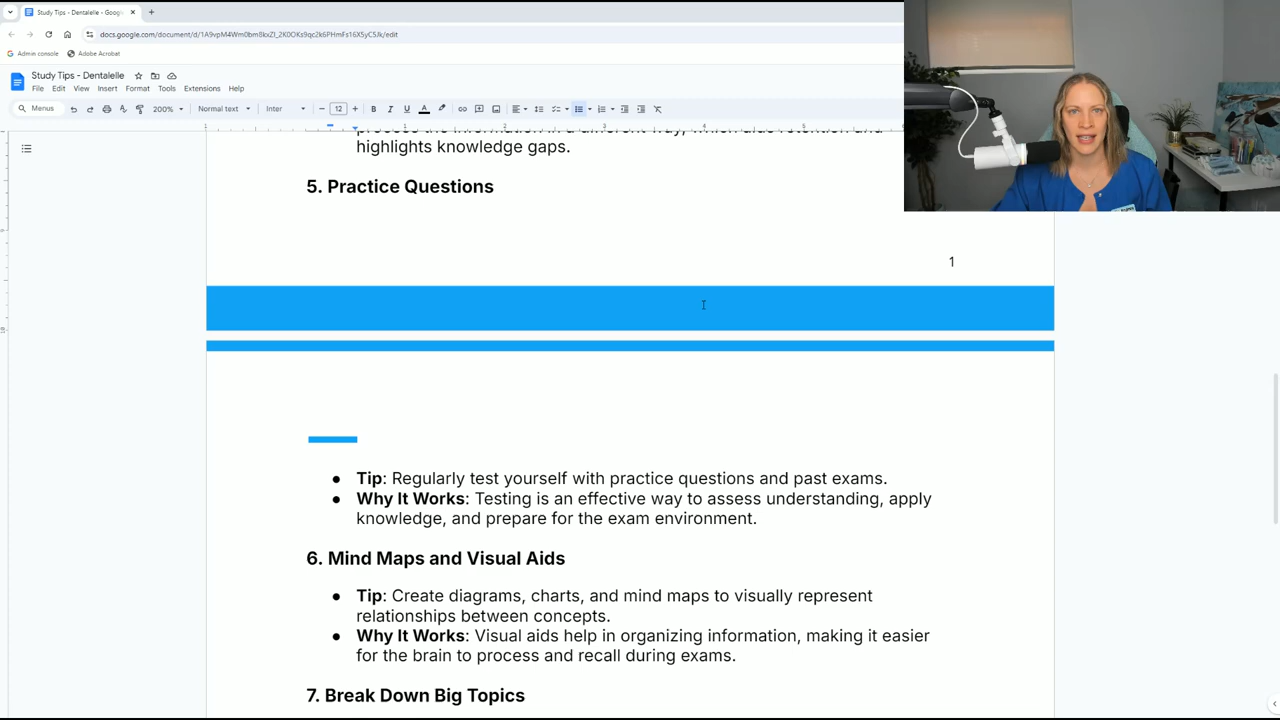 Study Tips - Dentalelle - Goog
docs.google.com/document/d/1A9vpM4Wm0bm8kxZI_2K0OKs9qc2k6PHmFs16X5yC5/k/edit
Admin console
Adobe Acrobat
Study Tips - Dentalelle
File Edit View Insert Format Tools Extensions Help
Menus 200% Normal text Inter 12
highlights knowledge gaps.
5. Practice Questions
1
● Tip: Regularly test yourself with practice questions and past exams.
● Why It Works: Testing is an effective way to assess understanding, apply
knowledge, and prepare for the exam environment.
6. Mind Maps and Visual Aids
● Tip: Create diagrams, charts, and mind maps to visually represent
relationships between concepts.
● Why It Works: Visual aids help in organizing information, making it easier
for the brain to process and recall during exams.
7. Break Down Big Topics